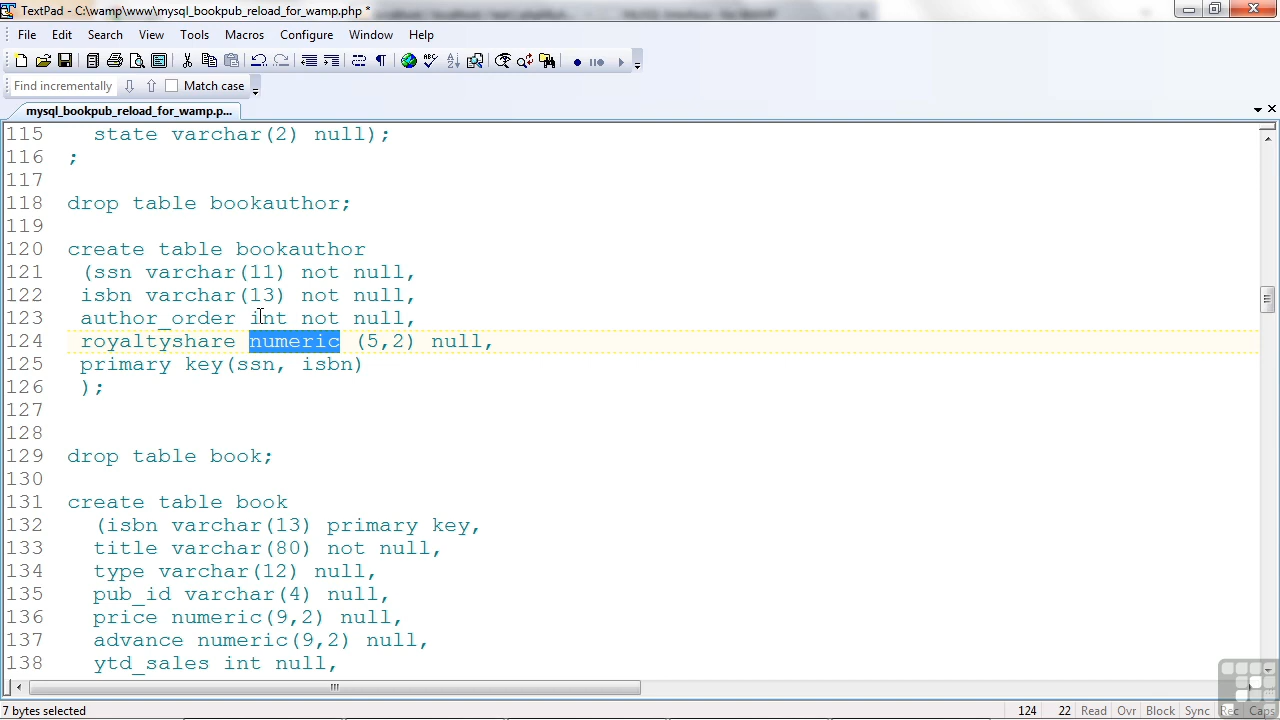 TextPad - C:\wamp\www\mysql_bookpub_reload_for_wamp.php *
File Edit Search View Tools Macros Configure Window Help
Find incrementally Match case
mysql_bookpub_reload_for_wamp.p...
115 state varchar(2) null);
116 ;
117
118 drop table bookauthor;
119
120 create table bookauthor
121 (ssn varchar(11) not null,
122 isbn varchar(13) not null,
123 author_order int not null,
124 royaltyshare numeric (5,2) null,
125 primary key(ssn, isbn)
126 );
127
128
129 drop table book;
130
131 create table book
132 (isbn varchar(13) primary key,
133 title varchar(80) not null,
134 type varchar(12) null,
135 pub_id varchar(4) null,
136 price numeric(9,2) null,
137 advance numeric(9,2) null,
138 ytd_sales int null,
7 bytes selected 124 22 Read Ovr Block Sync Rec Caps